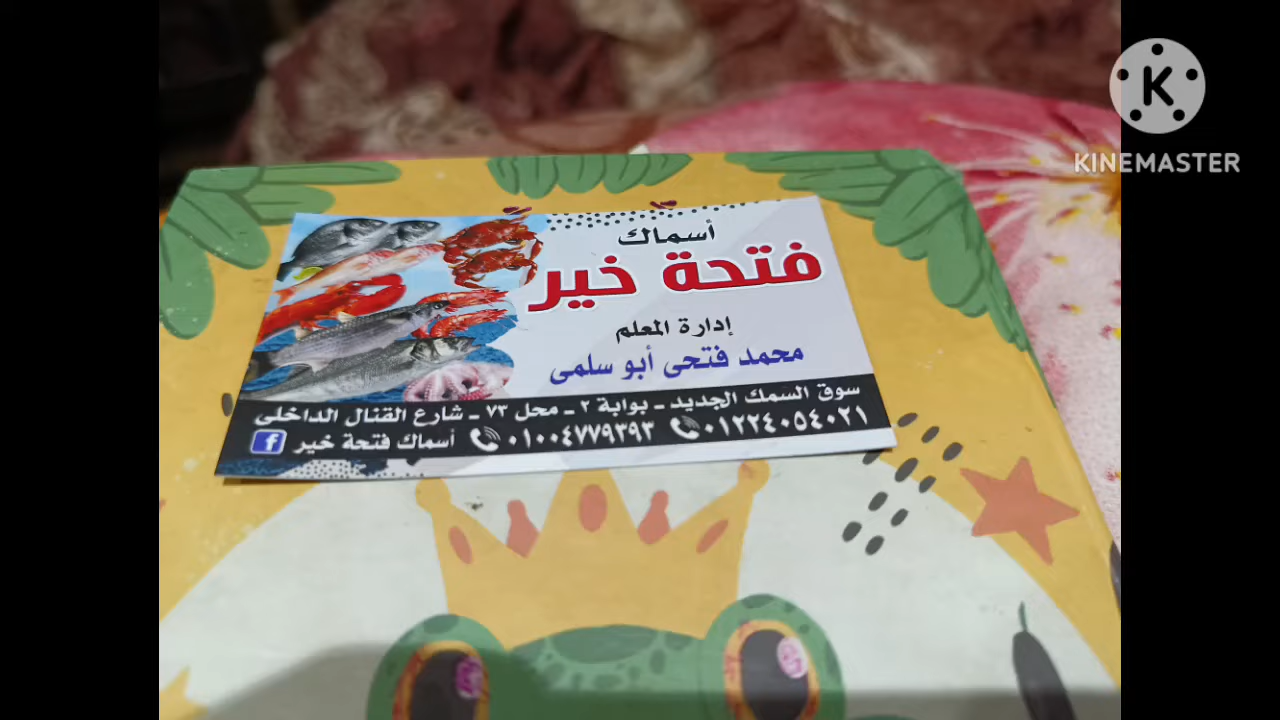 أسماك
فتحة خير
إدارة المعلم
محمد فتحى أبو سلمى
سوق السمك الجديد - بوابة ٢ - محل ٧٣ - شارع القنال الداخلى
٠١٢٢٤٠٥٤٠٢١ ٠١٠٠٤٧٧٩٣٩٣ أسماك فتحة خير
K
KINEMASTER